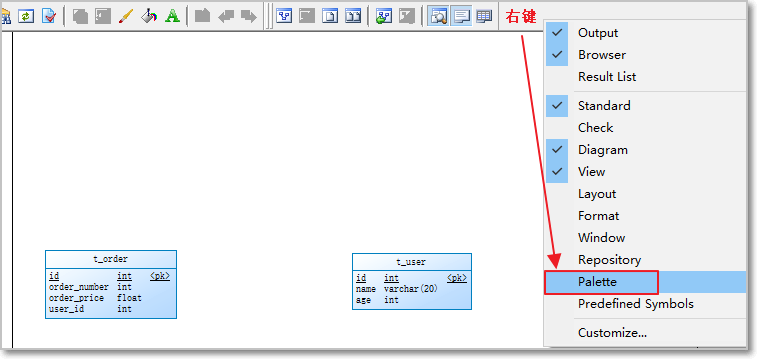 右键
Output
Browser
Result List
Standard
Check
Diagram
View
Layout
Format
Window
Repository
Palette
Predefined Symbols
Customize...
t_order
id int <pk>
order_number int
order_price float
user_id int
t_user
id int <pk>
name varchar(20)
age int